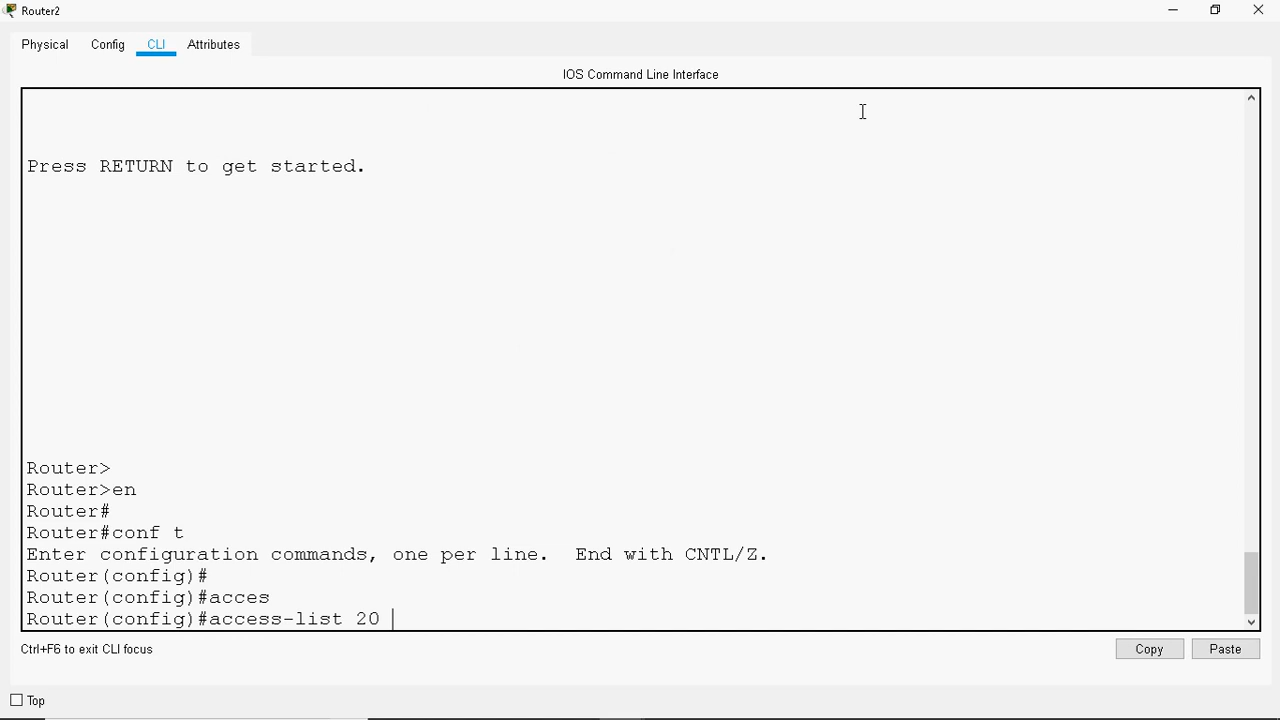 Router2
Physical Config CLI Attributes
IOS Command Line Interface
Press RETURN to get started.
Router>
Router>en
Router#
Router#conf t
Enter configuration commands, one per line.  End with CNTL/Z.
Router(config)#
Router(config)#acces
Router(config)#access-list 20
Ctrl+F6 to exit CLI focus
Copy Paste
Top